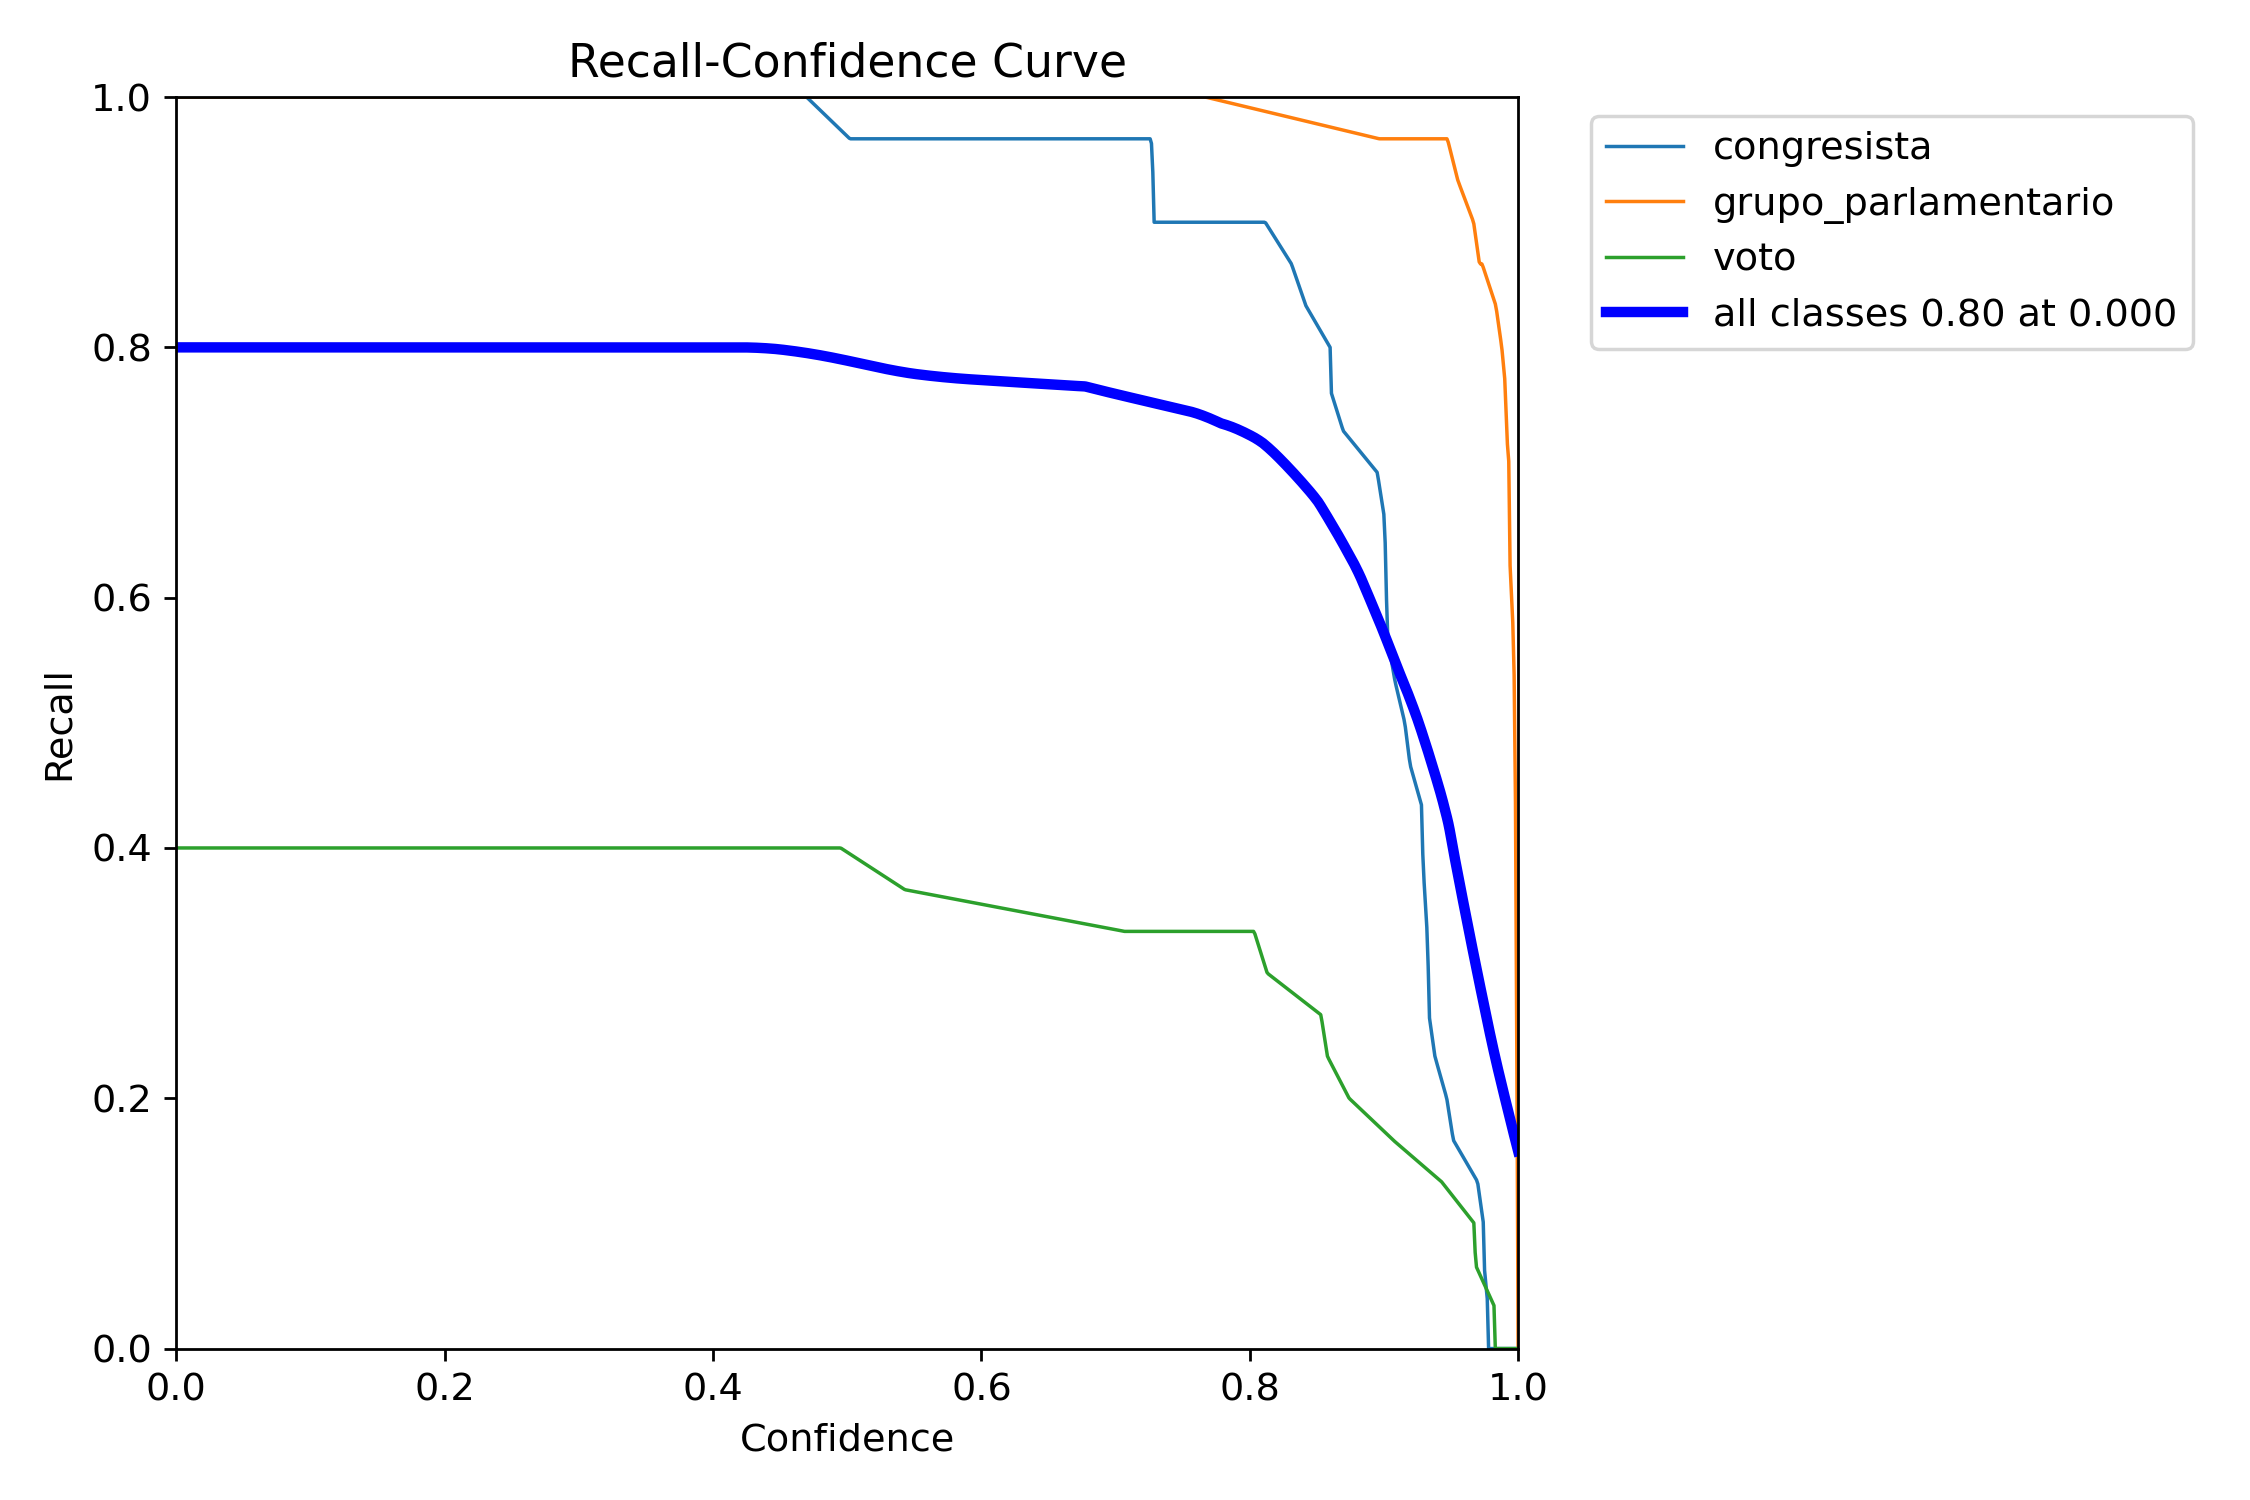 Recall-Confidence Curve
1.0
0.8
0.6
0.4
0.2
0.0
Recall
0.0 0.2 0.4 0.6 0.8 1.0
Confidence
congresista
grupo_parlamentario
voto
all classes 0.80 at 0.000